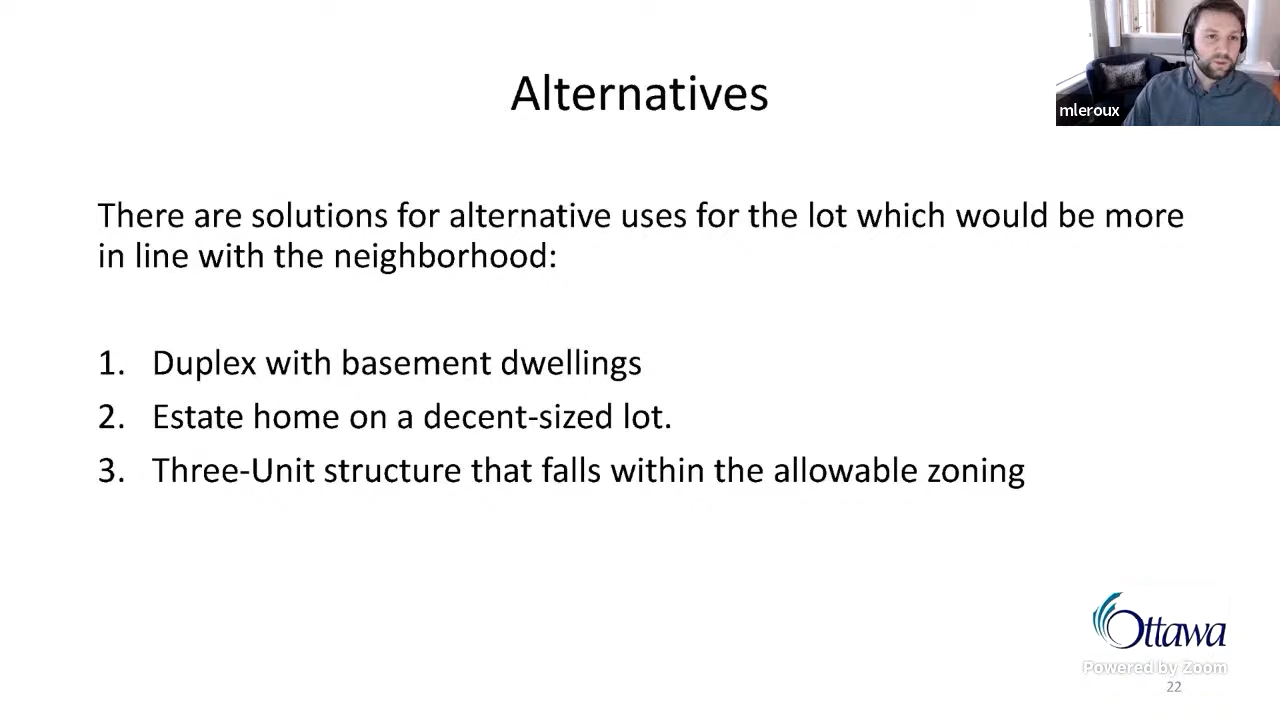 Alternatives
mleroux
There are solutions for alternative uses for the lot which would be more
in line with the neighborhood:
1. Duplex with basement dwellings
2. Estate home on a decent-sized lot.
3. Three-Unit structure that falls within the allowable zoning
Ottawa
Powered by Zoom
22